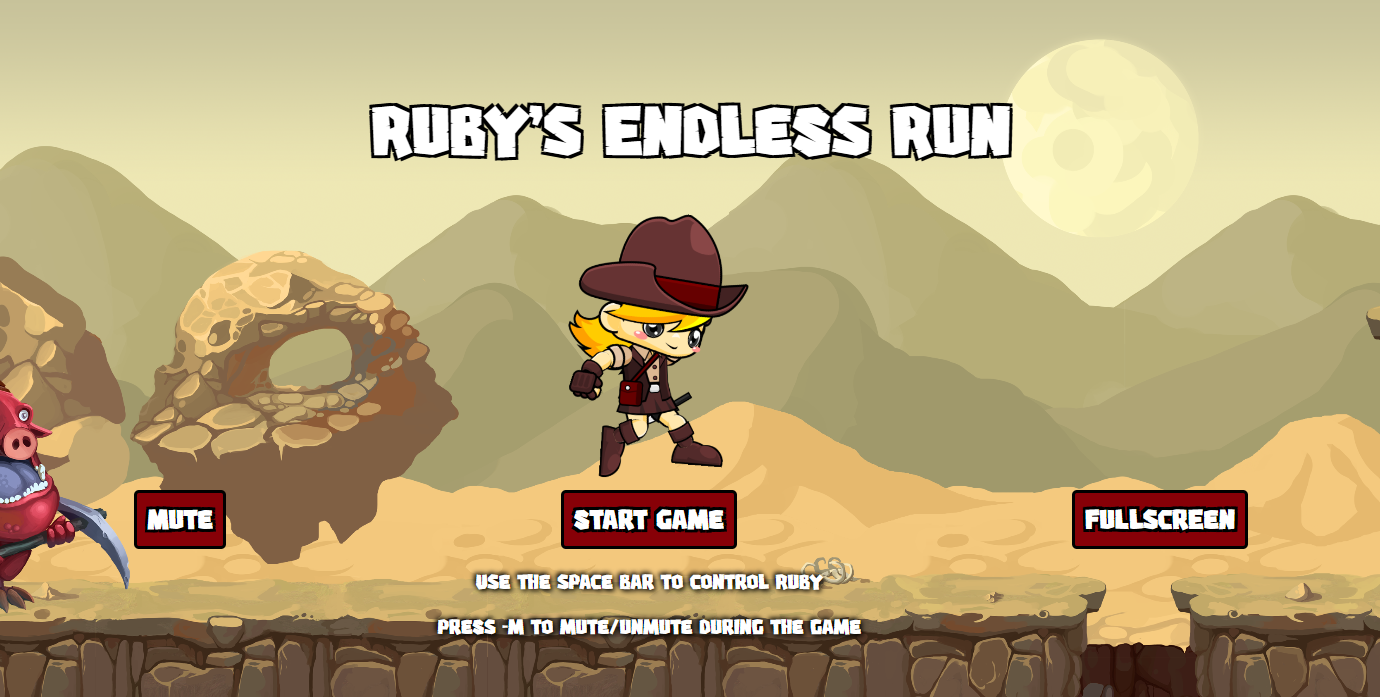 RUBY'S ENDLESS RUN
MUTE
START GAME
FULLSCREEN
USE THE SPACE BAR TO CONTROL RUBY
PRESS -M TO MUTE/UNMUTE DURING THE GAME